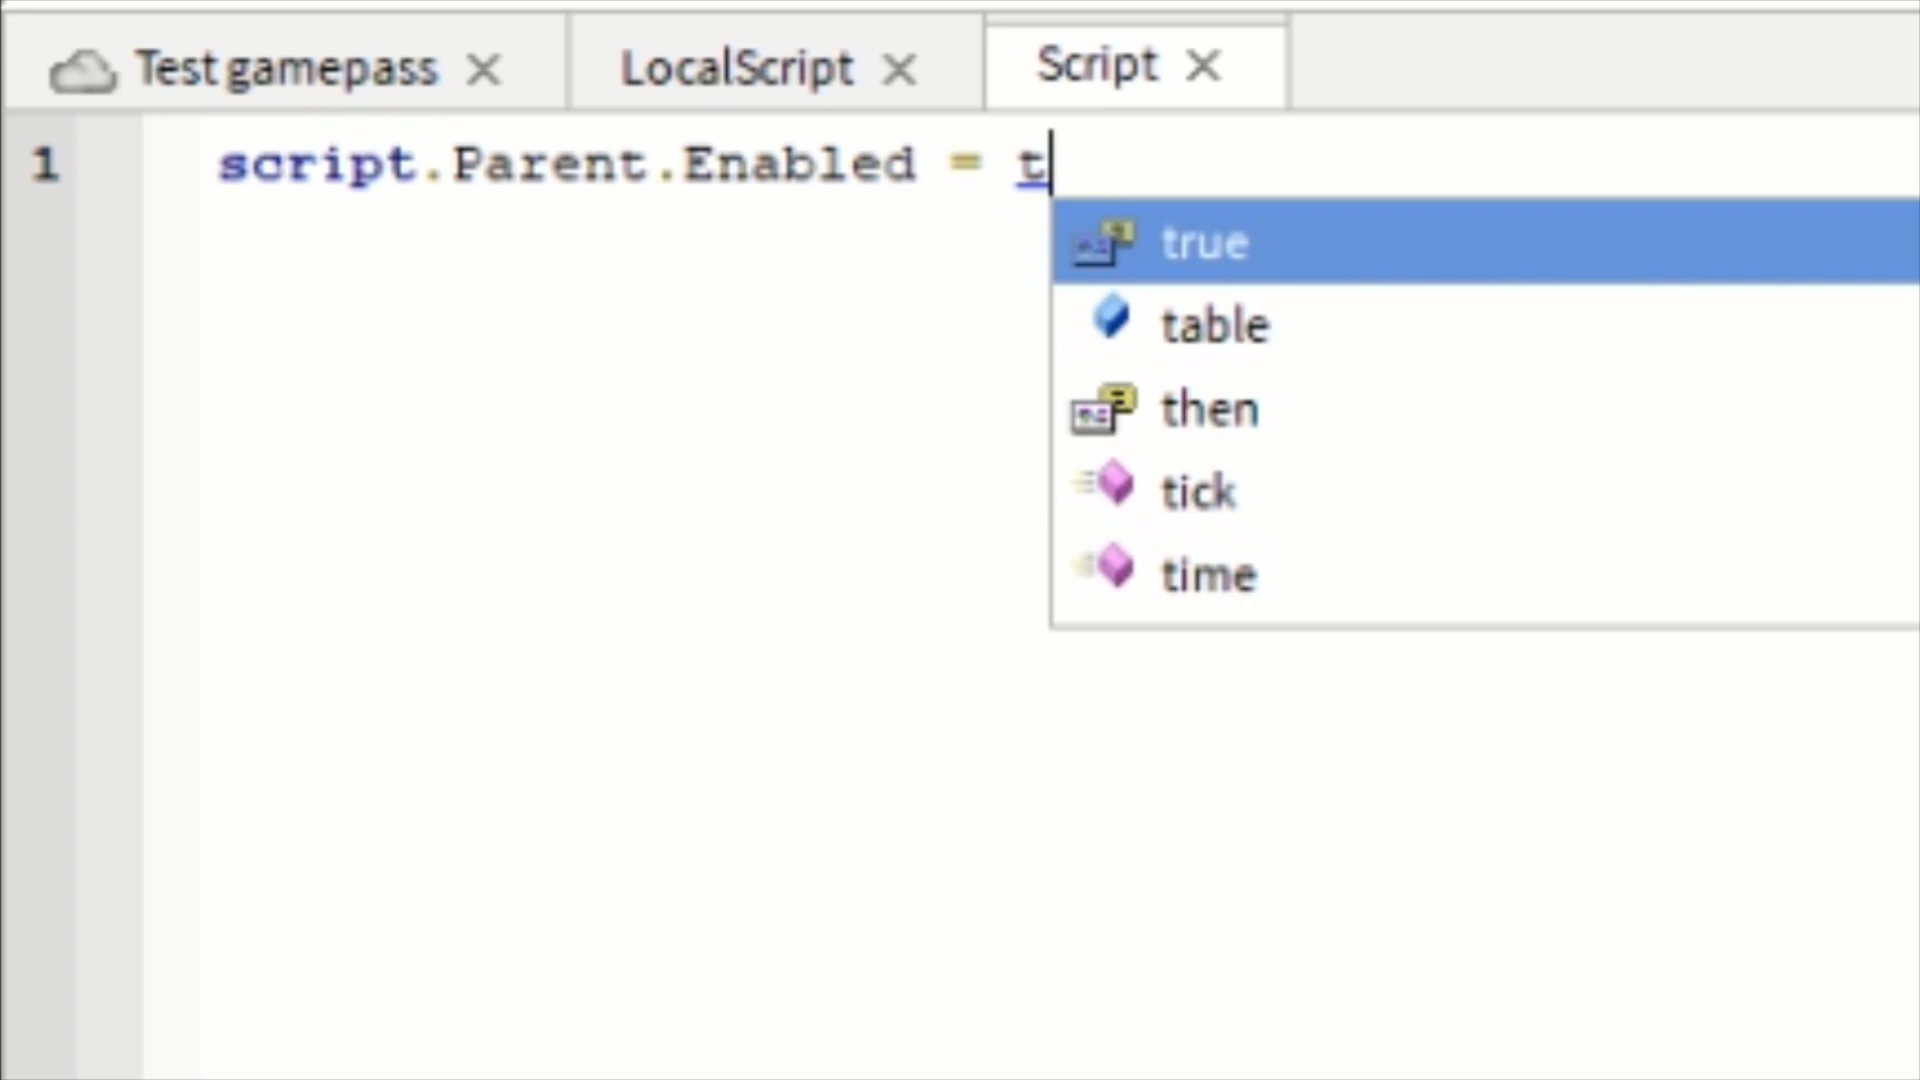 Test gamepass LocalScript Script
1 script.Parent.Enabled = t
true
table
then
tick
time